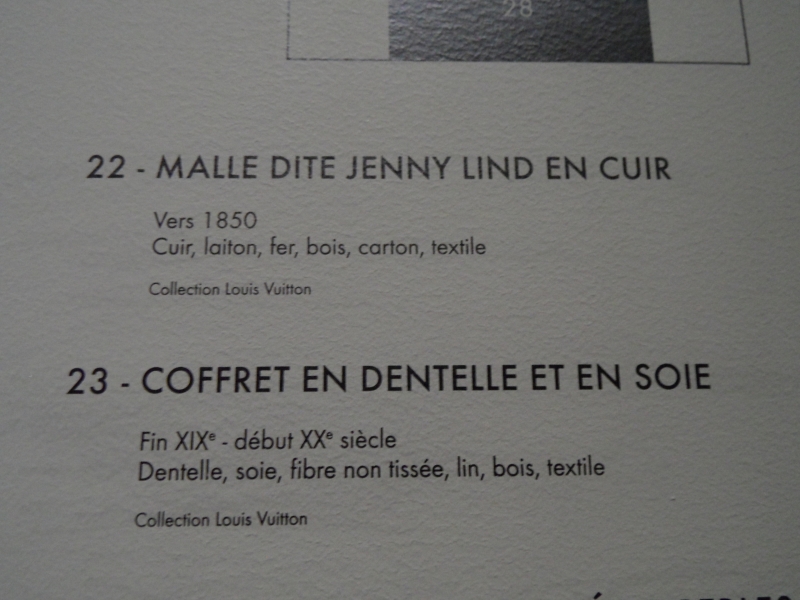 28
22 - MALLE DITE JENNY LIND EN CUIR
Vers 1850
Cuir, laiton, fer, bois, carton, textile
Collection Louis Vuitton
23 - COFFRET EN DENTELLE ET EN SOIE
Fin XIXe - début XXe siècle
Dentelle, soie, fibre non tissée, lin, bois, textile
Collection Louis Vuitton